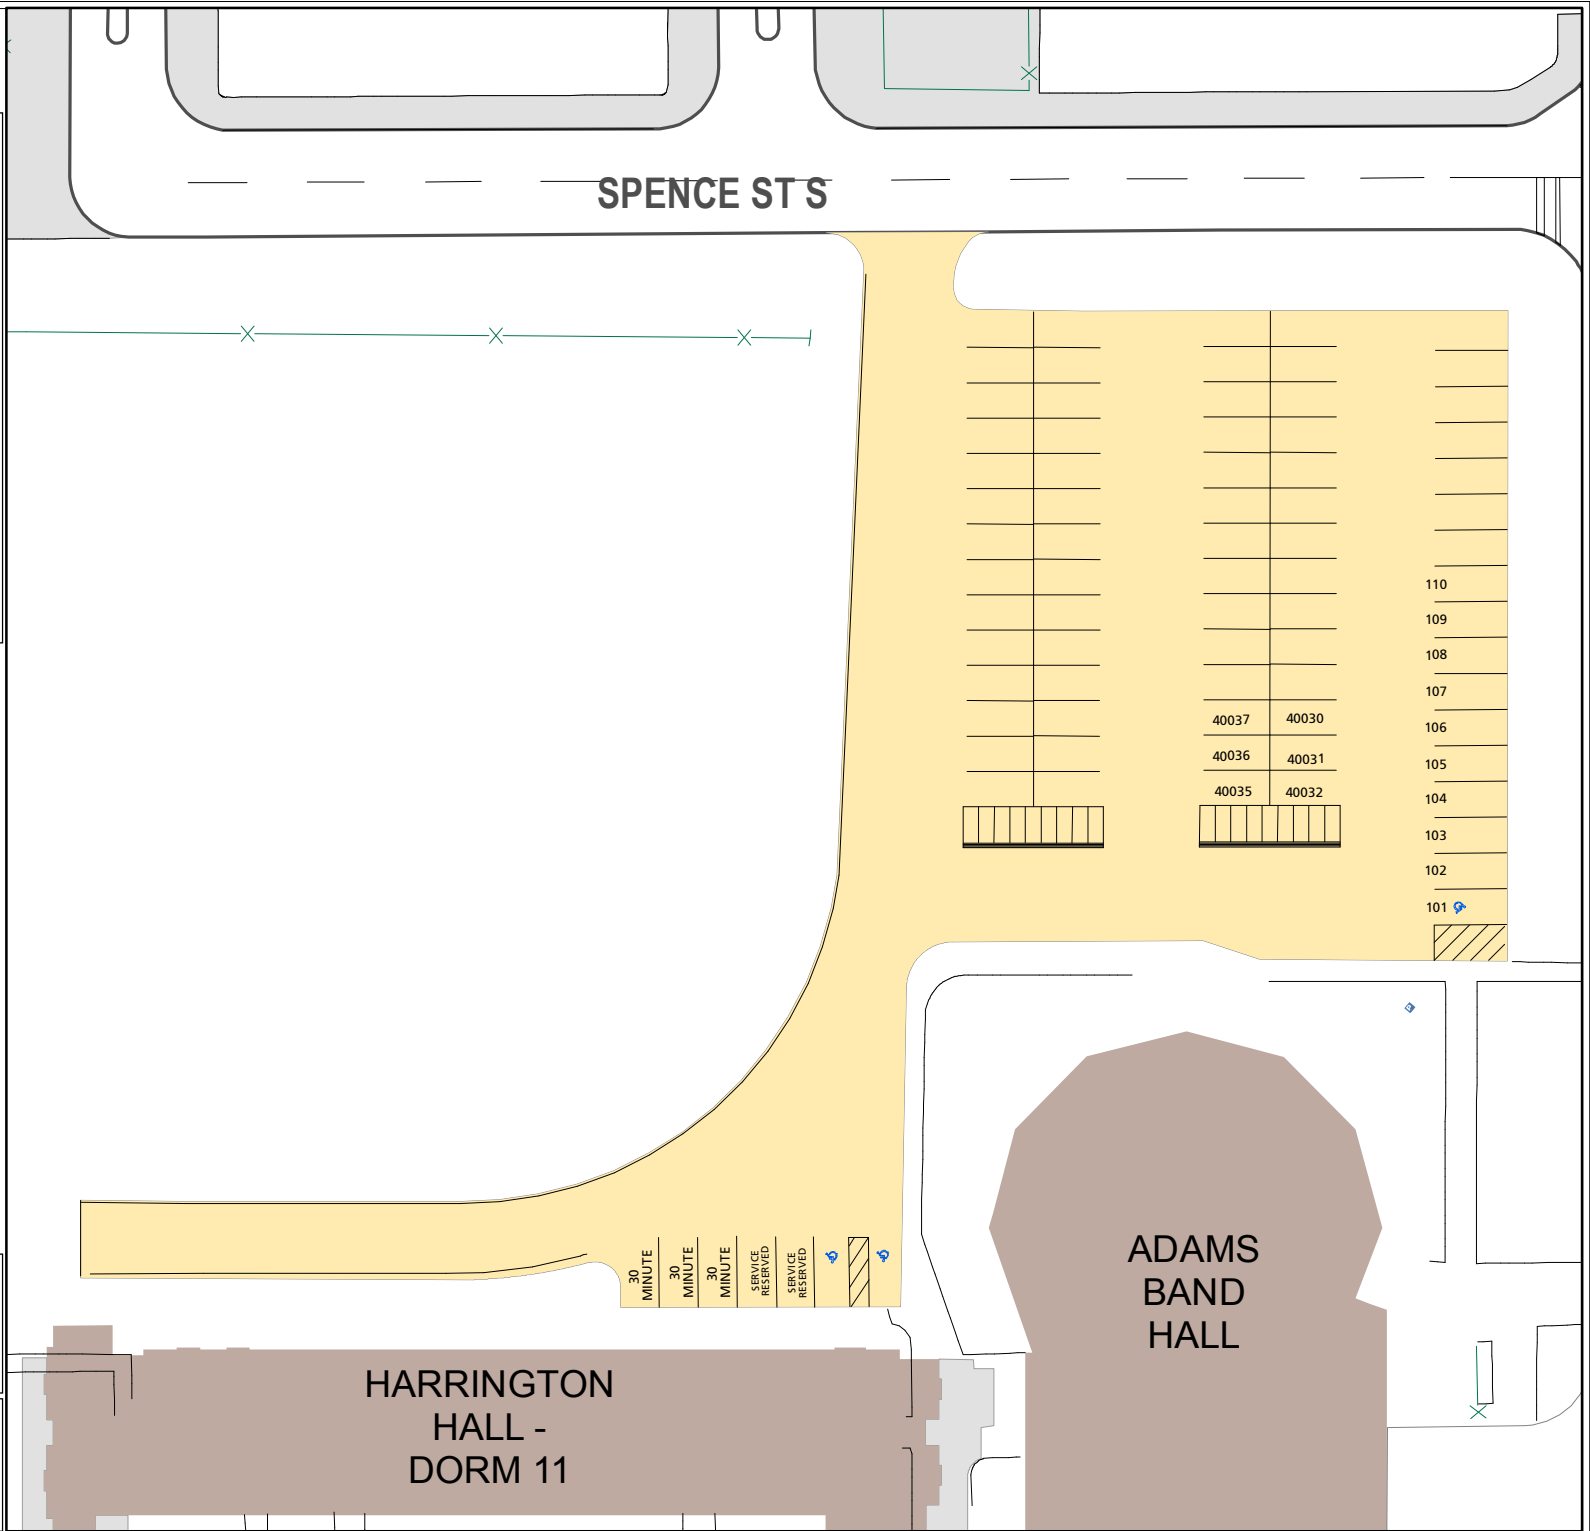 SPENCE ST S
110
109
108
107
40037 40030
106
40036 40031
105
40035 40032
104
103
102
101
30
MINUTE
30
MINUTE
30
MINUTE
SERVICE
RESERVED
SERVICE
RESERVED
ADAMS
BAND
HALL
HARRINGTON
HALL -
DORM 11